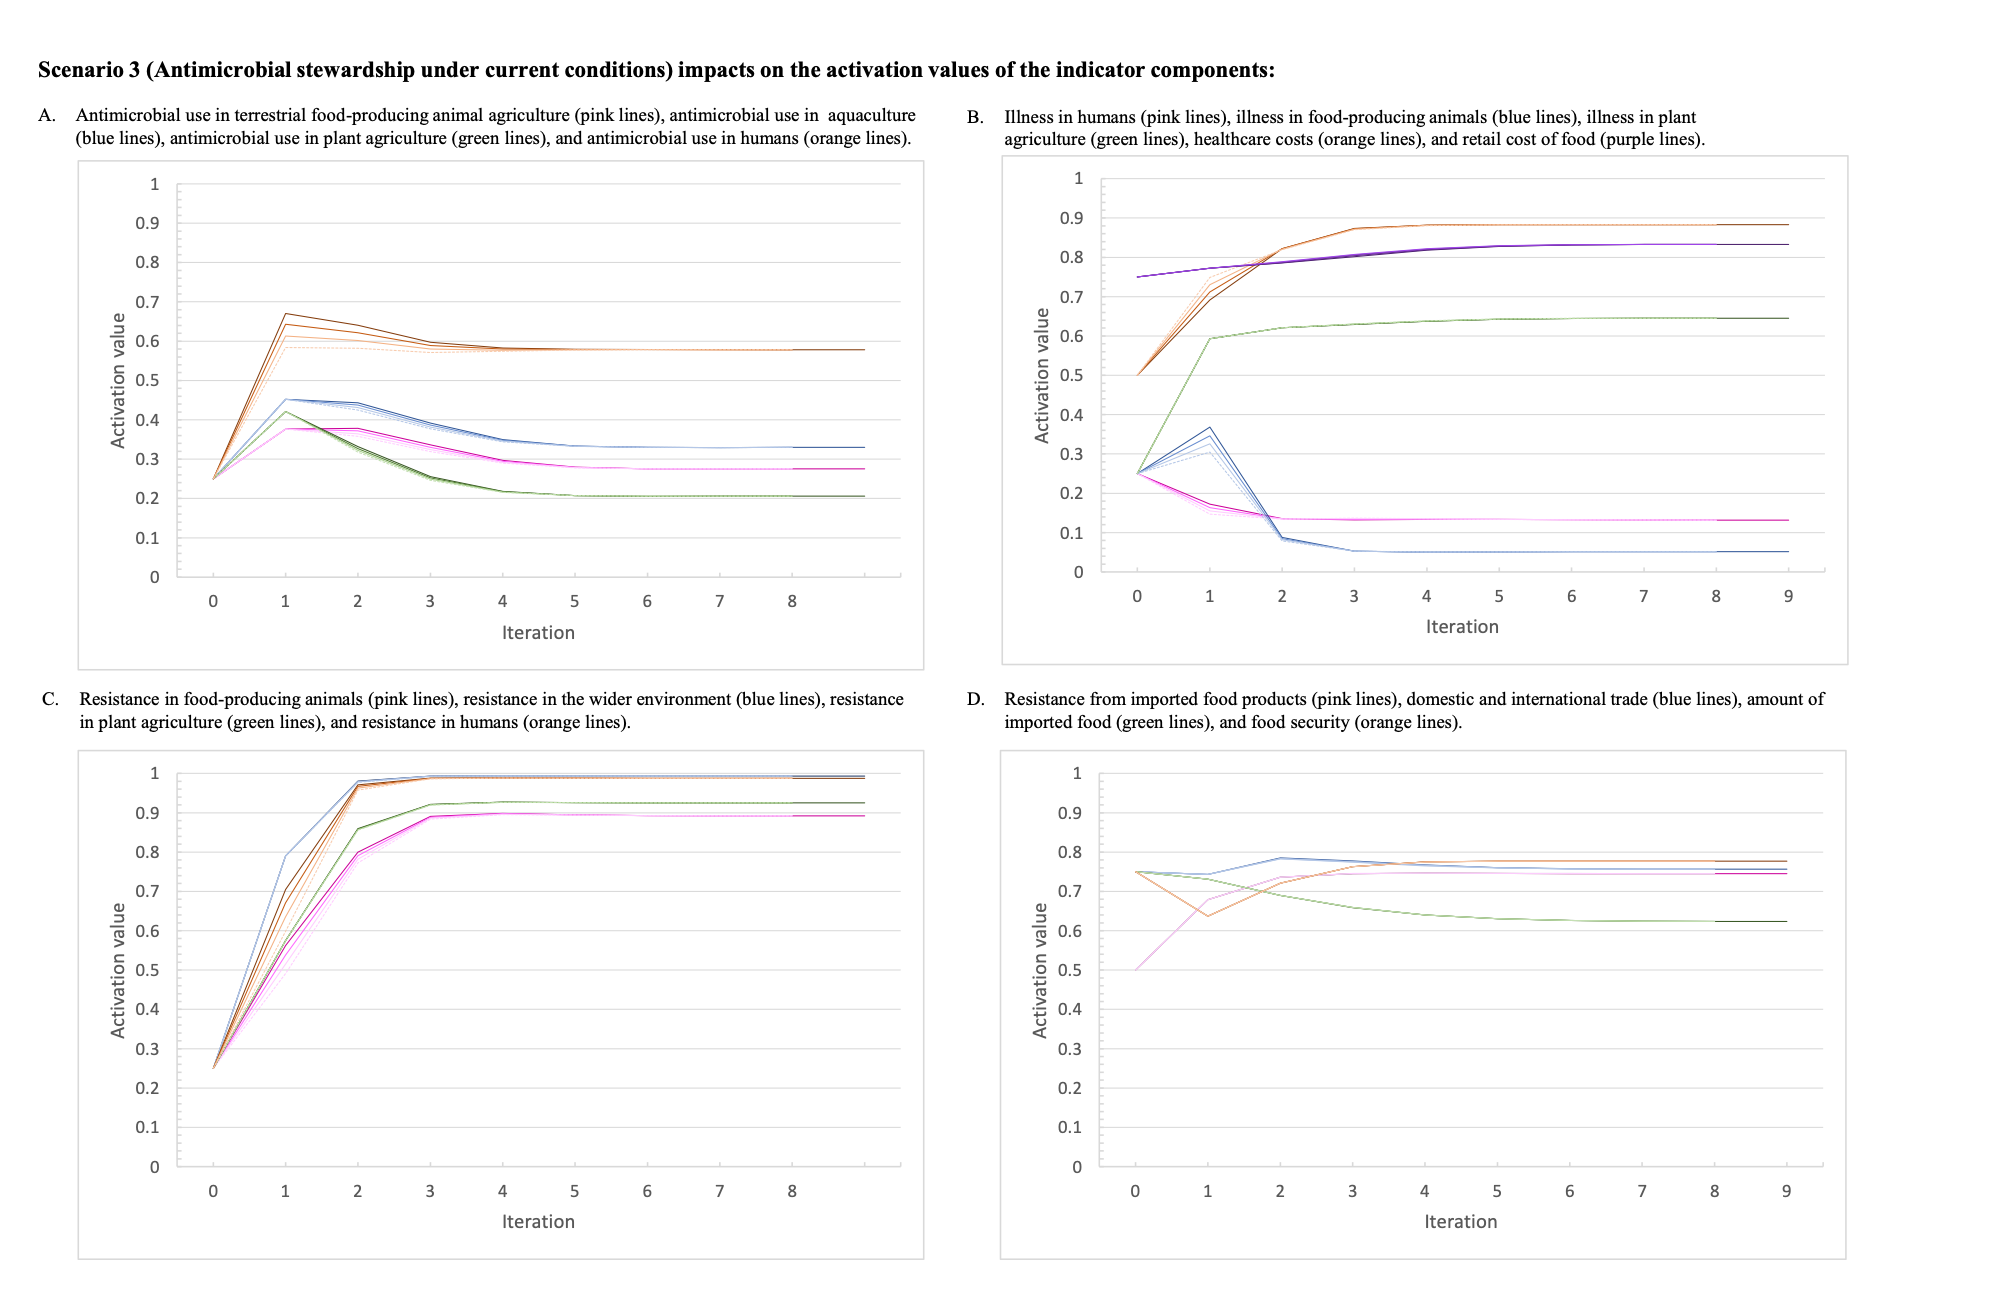 Scenario 3 (Antimicrobial stewardship under current conditions) impacts on the activation values of the indicator components:
A. Antimicrobial use in terrestrial food-producing animal agriculture (pink lines), antimicrobial use in aquaculture
(blue lines), antimicrobial use in plant agriculture (green lines), and antimicrobial use in humans (orange lines).
1
0.9
0.8
0.7
0.6
0.5
0.4
0.3
0.2
0.1
0
Activation value
0 1 2 3 4 5 6 7 8
Iteration
B. Illness in humans (pink lines), illness in food-producing animals (blue lines), illness in plant
agriculture (green lines), healthcare costs (orange lines), and retail cost of food (purple lines).
1
0.9
0.8
0.7
0.6
0.5
0.4
0.3
0.2
0.1
0
Activation value
0 1 2 3 4 5 6 7 8 9
Iteration
C. Resistance in food-producing animals (pink lines), resistance in the wider environment (blue lines), resistance
in plant agriculture (green lines), and resistance in humans (orange lines).
1
0.9
0.8
0.7
0.6
0.5
0.4
0.3
0.2
0.1
0
Activation value
0 1 2 3 4 5 6 7 8
Iteration
D. Resistance from imported food products (pink lines), domestic and international trade (blue lines), amount of
imported food (green lines), and food security (orange lines).
1
0.9
0.8
0.7
0.6
0.5
0.4
0.3
0.2
0.1
0
Activation value
0 1 2 3 4 5 6 7 8 9
Iteration